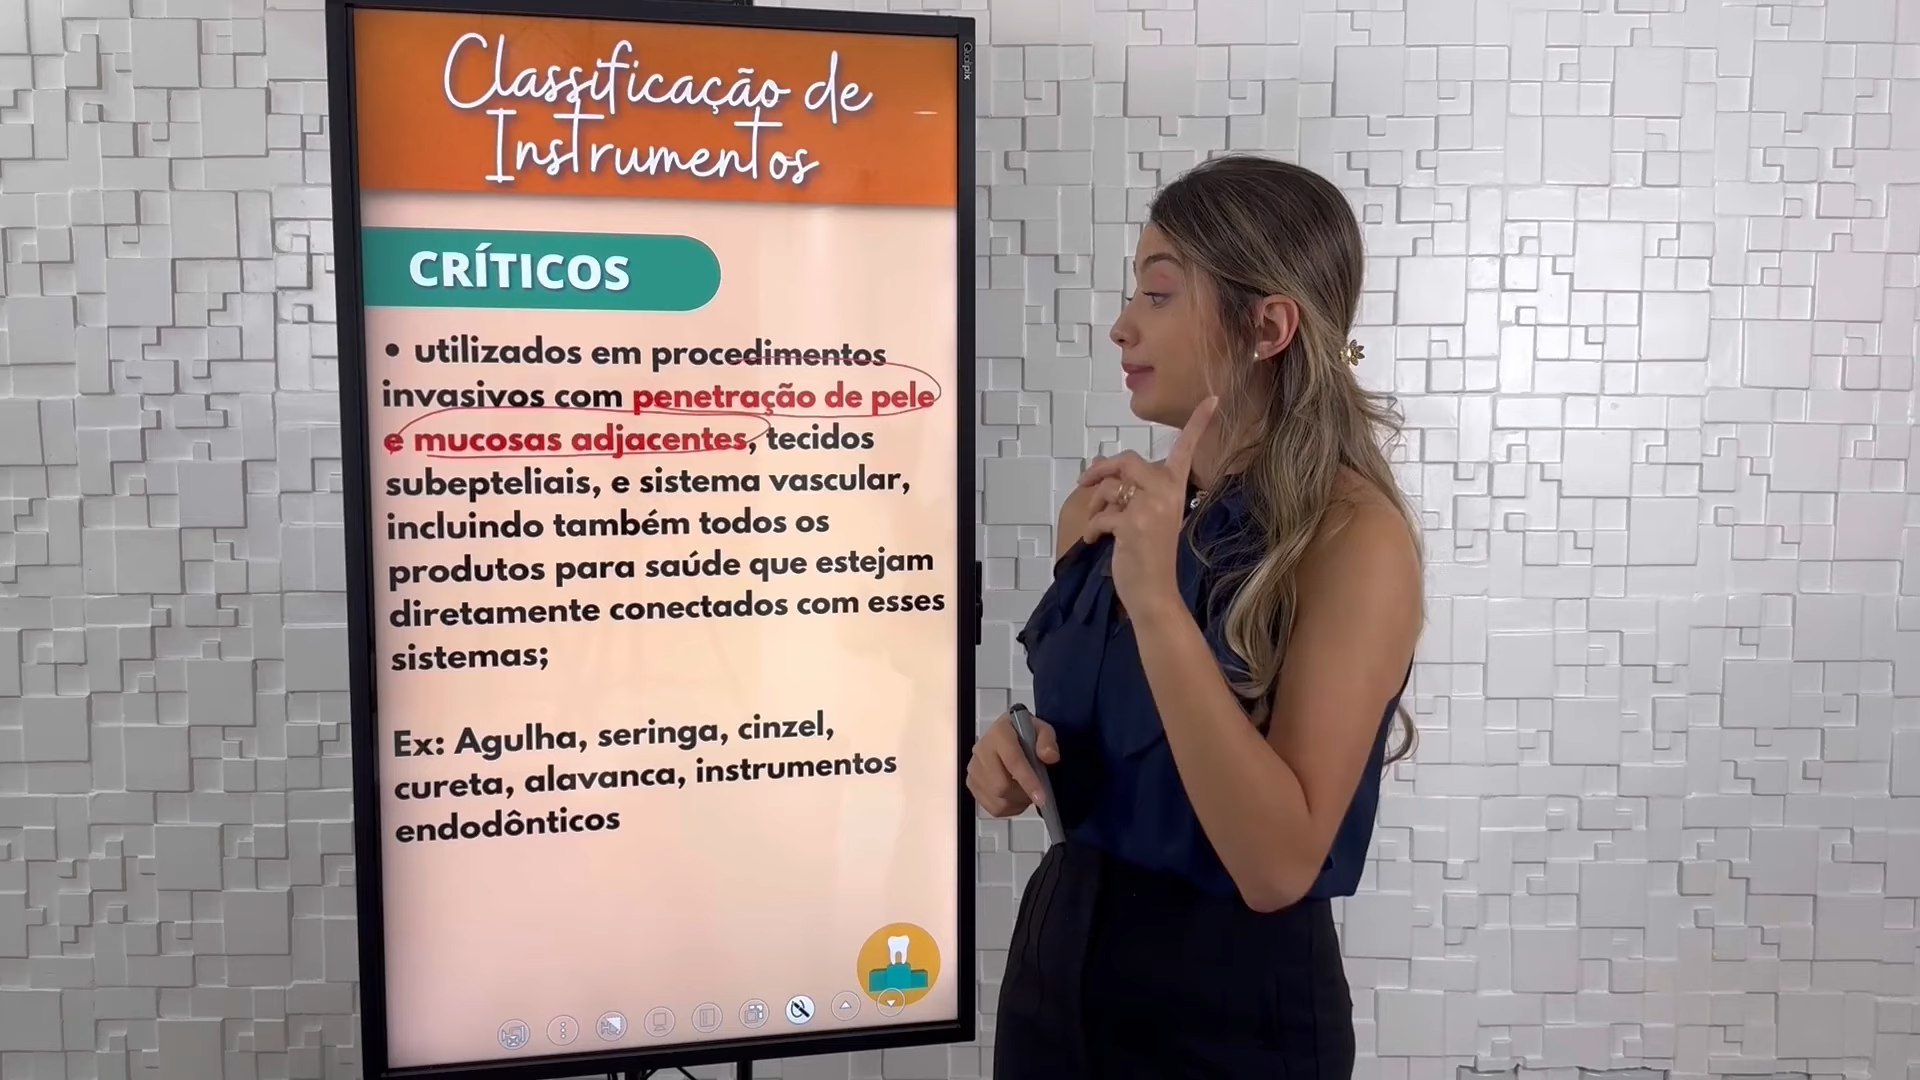 Classificação de
Instrumentos
CRÍTICOS
• utilizados em procedimentos
invasivos com penetração de pele
e mucosas adjacentes, tecidos
subepteliais, e sistema vascular,
incluindo também todos os
produtos para saúde que estejam
diretamente conectados com esses
sistemas;
Ex: Agulha, seringa, cinzel,
cureta, alavanca, instrumentos
endodônticos